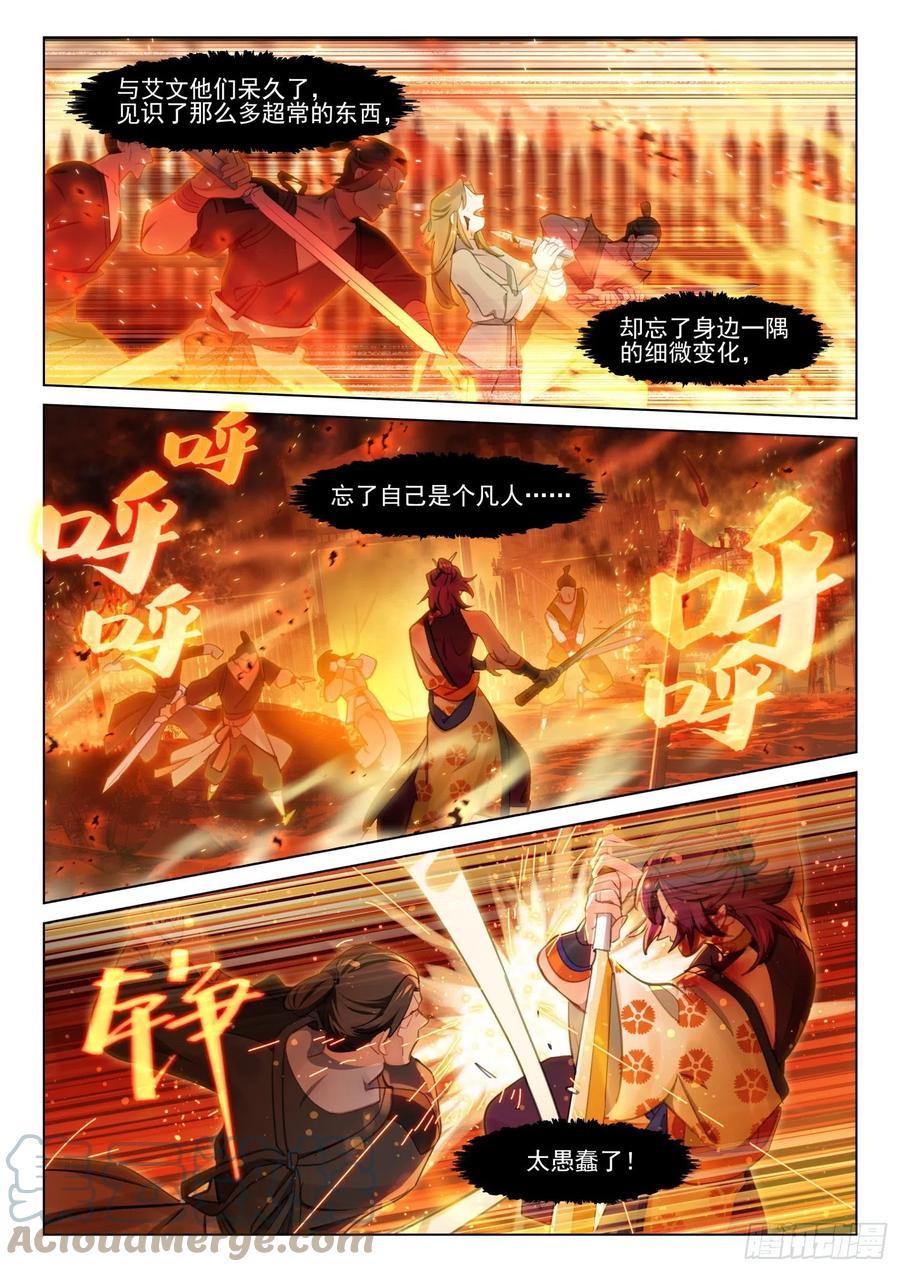 与艾文他们呆久了，
见识了那么多超常的东西，
却忘了身边一隅
的细微变化，
呼
呼
呼
忘了自己是个凡人……
呼
呼
铮
太愚蠢了！
AcloudMerge.com
腾讯动漫